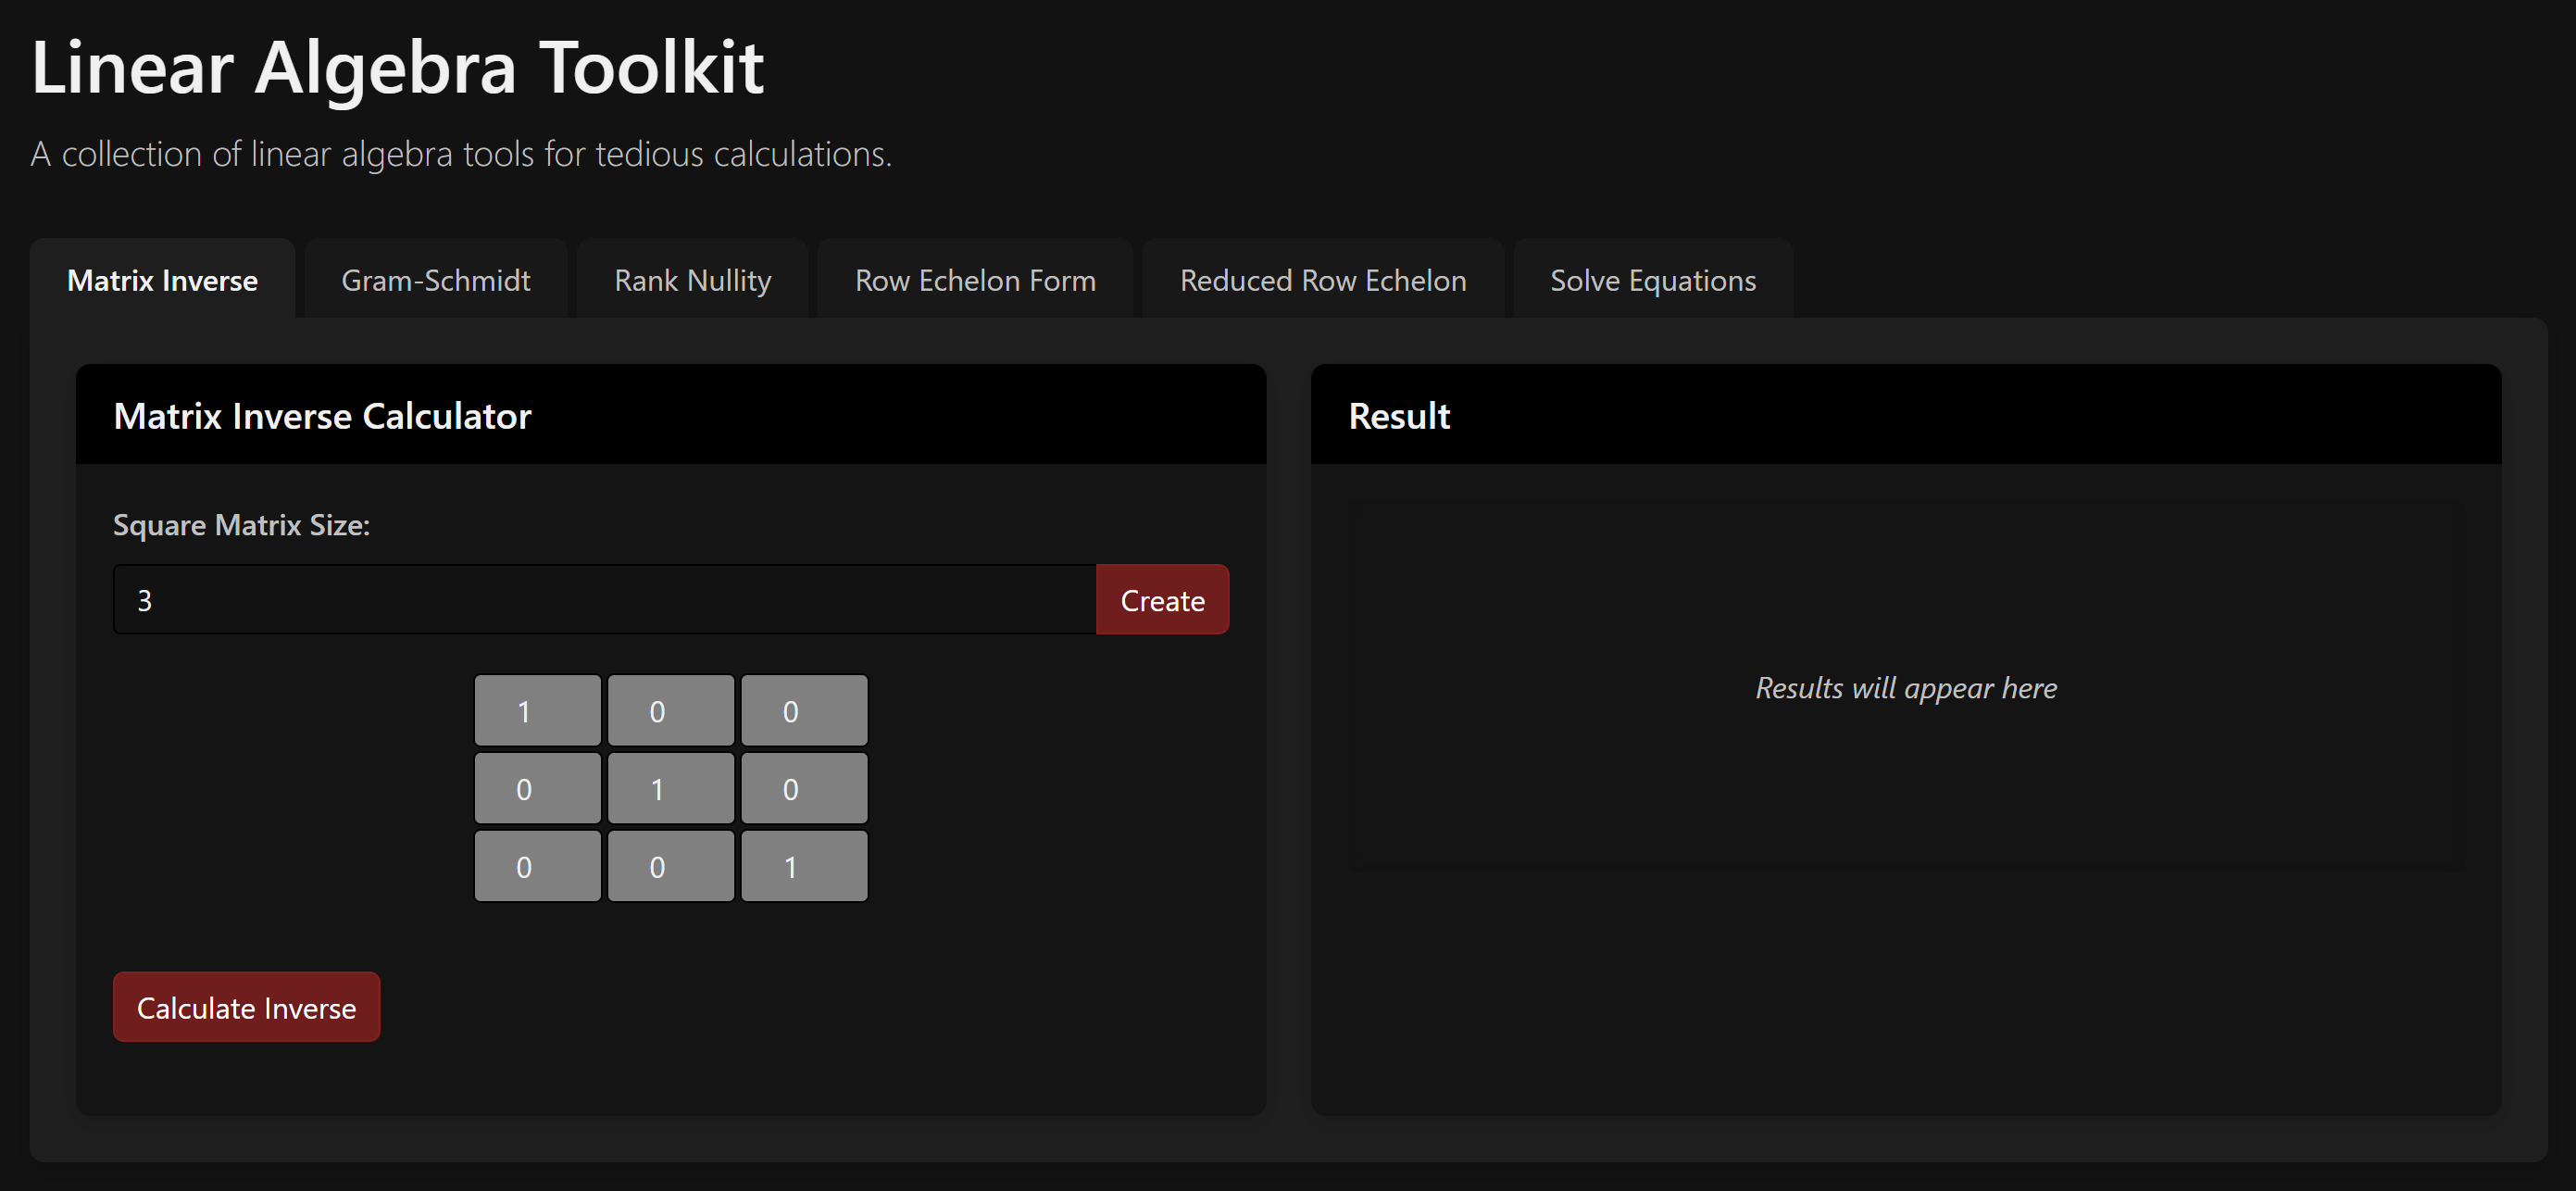 Linear Algebra Toolkit
A collection of linear algebra tools for tedious calculations.
Matrix Inverse Gram-Schmidt Rank Nullity Row Echelon Form Reduced Row Echelon Solve Equations
Matrix Inverse Calculator
Square Matrix Size:
3 Create
1 0 0
0 1 0
0 0 1
Calculate Inverse
Result
Results will appear here